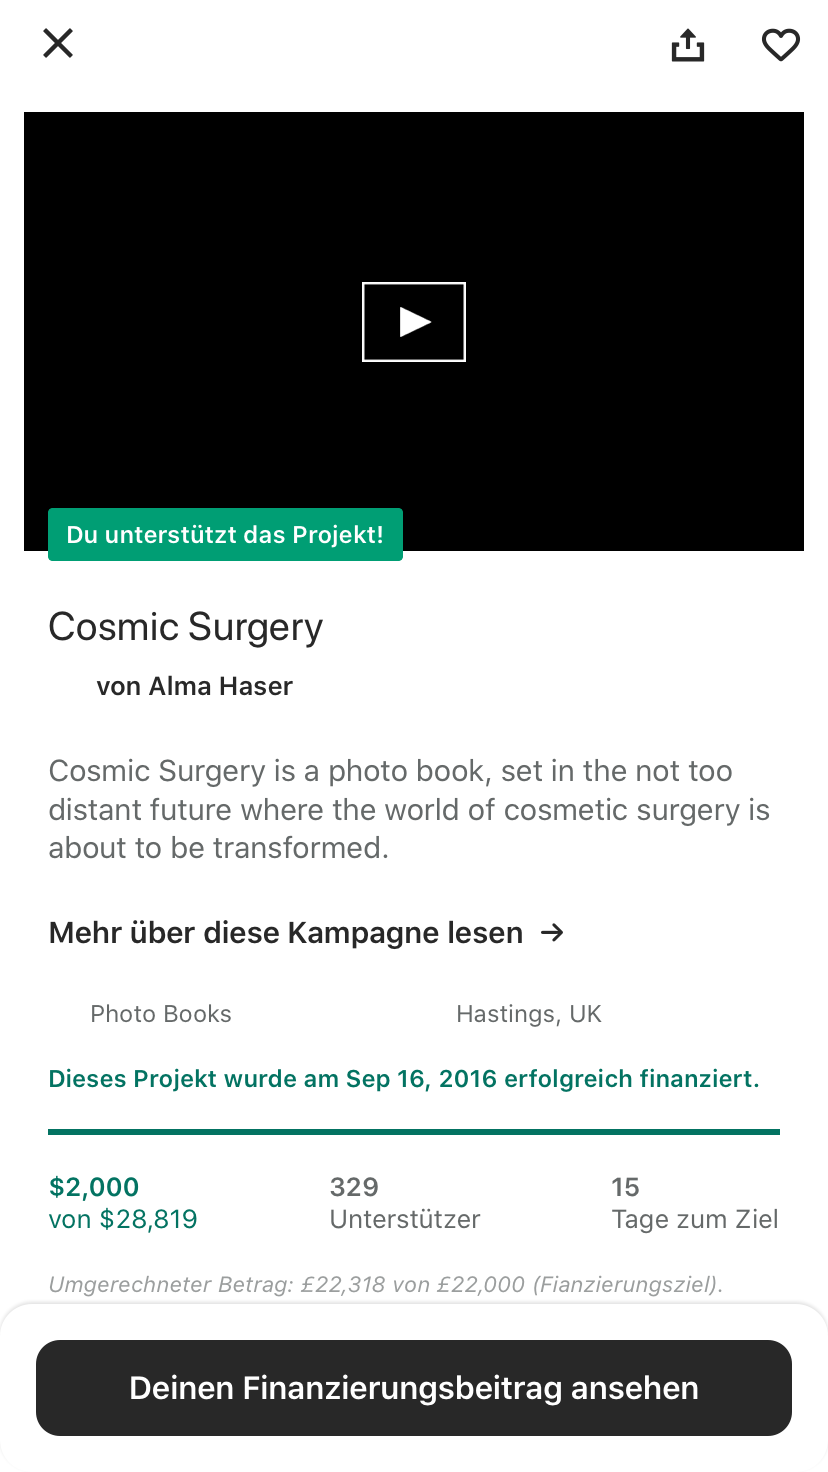 Du unterstützt das Projekt!
Cosmic Surgery
von Alma Haser
Cosmic Surgery is a photo book, set in the not too
distant future where the world of cosmetic surgery is
about to be transformed.
Mehr über diese Kampagne lesen →
Photo Books
Hastings, UK
Dieses Projekt wurde am Sep 16, 2016 erfolgreich finanziert.
$2,000
von $28,819
329
Unterstützer
15
Tage zum Ziel
Umgerechneter Betrag: £22,318 von £22,000 (Fianzierungsziel).
Deinen Finanzierungsbeitrag ansehen